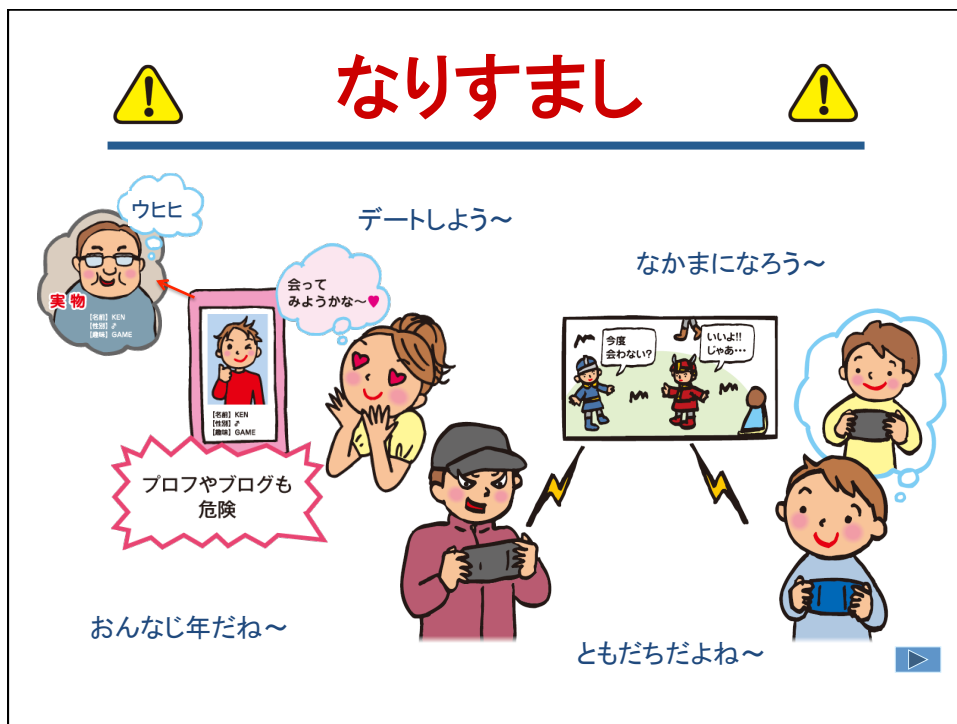 なりすまし
ウヒヒ
デートしよう～
会って
みようかな～♥
なかまになろう～
実物
【名前】KEN
【性別】♂
【趣味】GAME
今度
会わない?
いいよ!!
じゃあ…
【名前】KEN
【性別】♂
【趣味】GAME
プロフやブログも
危険
おんなじ年だね～
ともだちだよね～